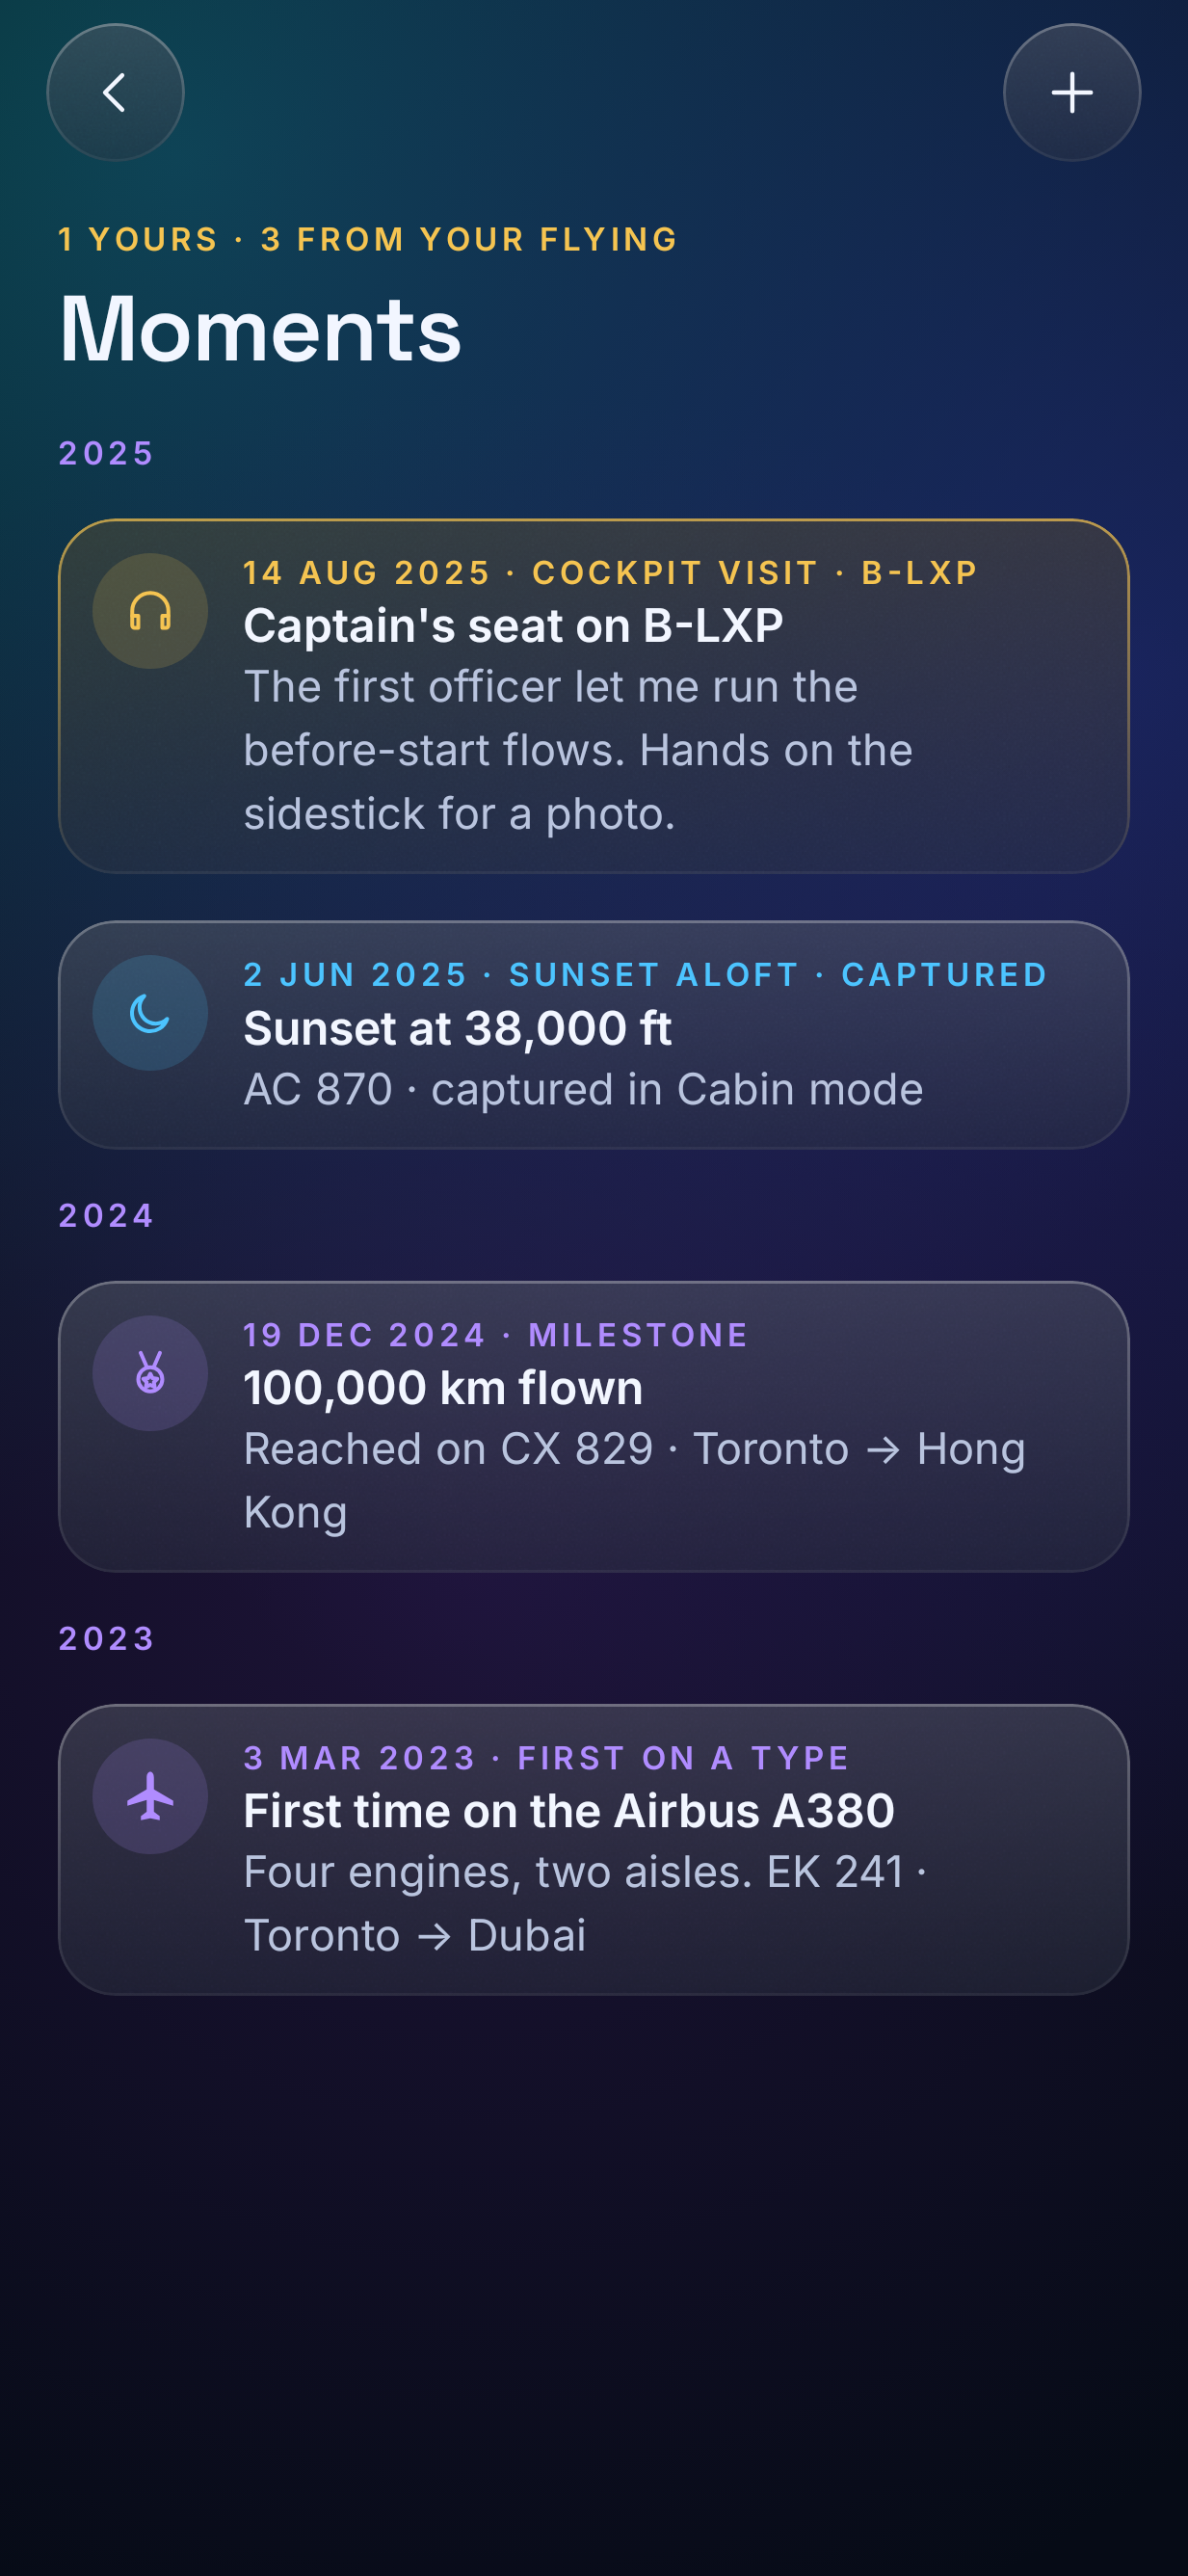 1 YOURS · 3 FROM YOUR FLYING
Moments
2025
14 AUG 2025 · COCKPIT VISIT · B-LXP
Captain's seat on B-LXP
The first officer let me run the
before-start flows. Hands on the
sidestick for a photo.
2 JUN 2025 · SUNSET ALOFT · CAPTURED
Sunset at 38,000 ft
AC 870 · captured in Cabin mode
2024
19 DEC 2024 · MILESTONE
100,000 km flown
Reached on CX 829 · Toronto → Hong
Kong
2023
3 MAR 2023 · FIRST ON A TYPE
First time on the Airbus A380
Four engines, two aisles. EK 241 ·
Toronto → Dubai